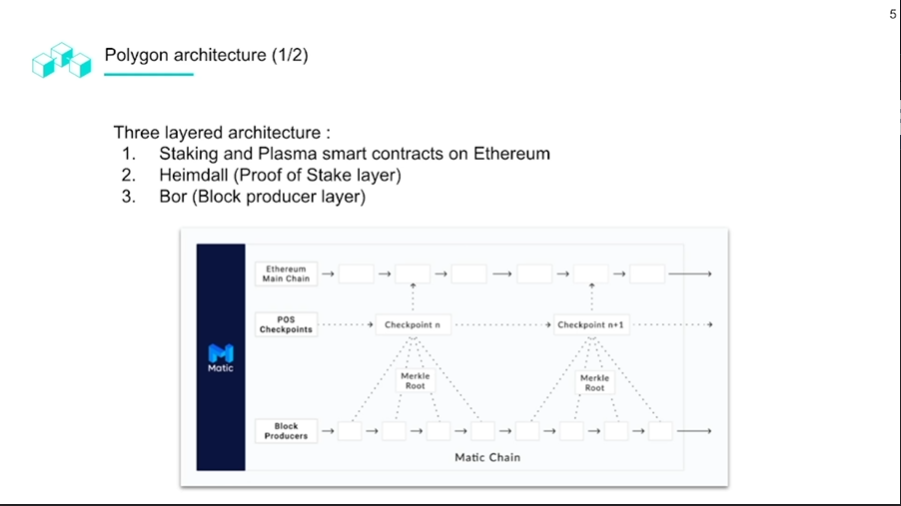 5
Polygon architecture (1/2)
Three layered architecture :
1. Staking and Plasma smart contracts on Ethereum
2. Heimdall (Proof of Stake layer)
3. Bor (Block producer layer)
Ethereum
Main Chain
POS
Checkpoints
Checkpoint n
Checkpoint n+1
Matic
Merkle
Root
Merkle
Root
Block
Producers
Matic Chain